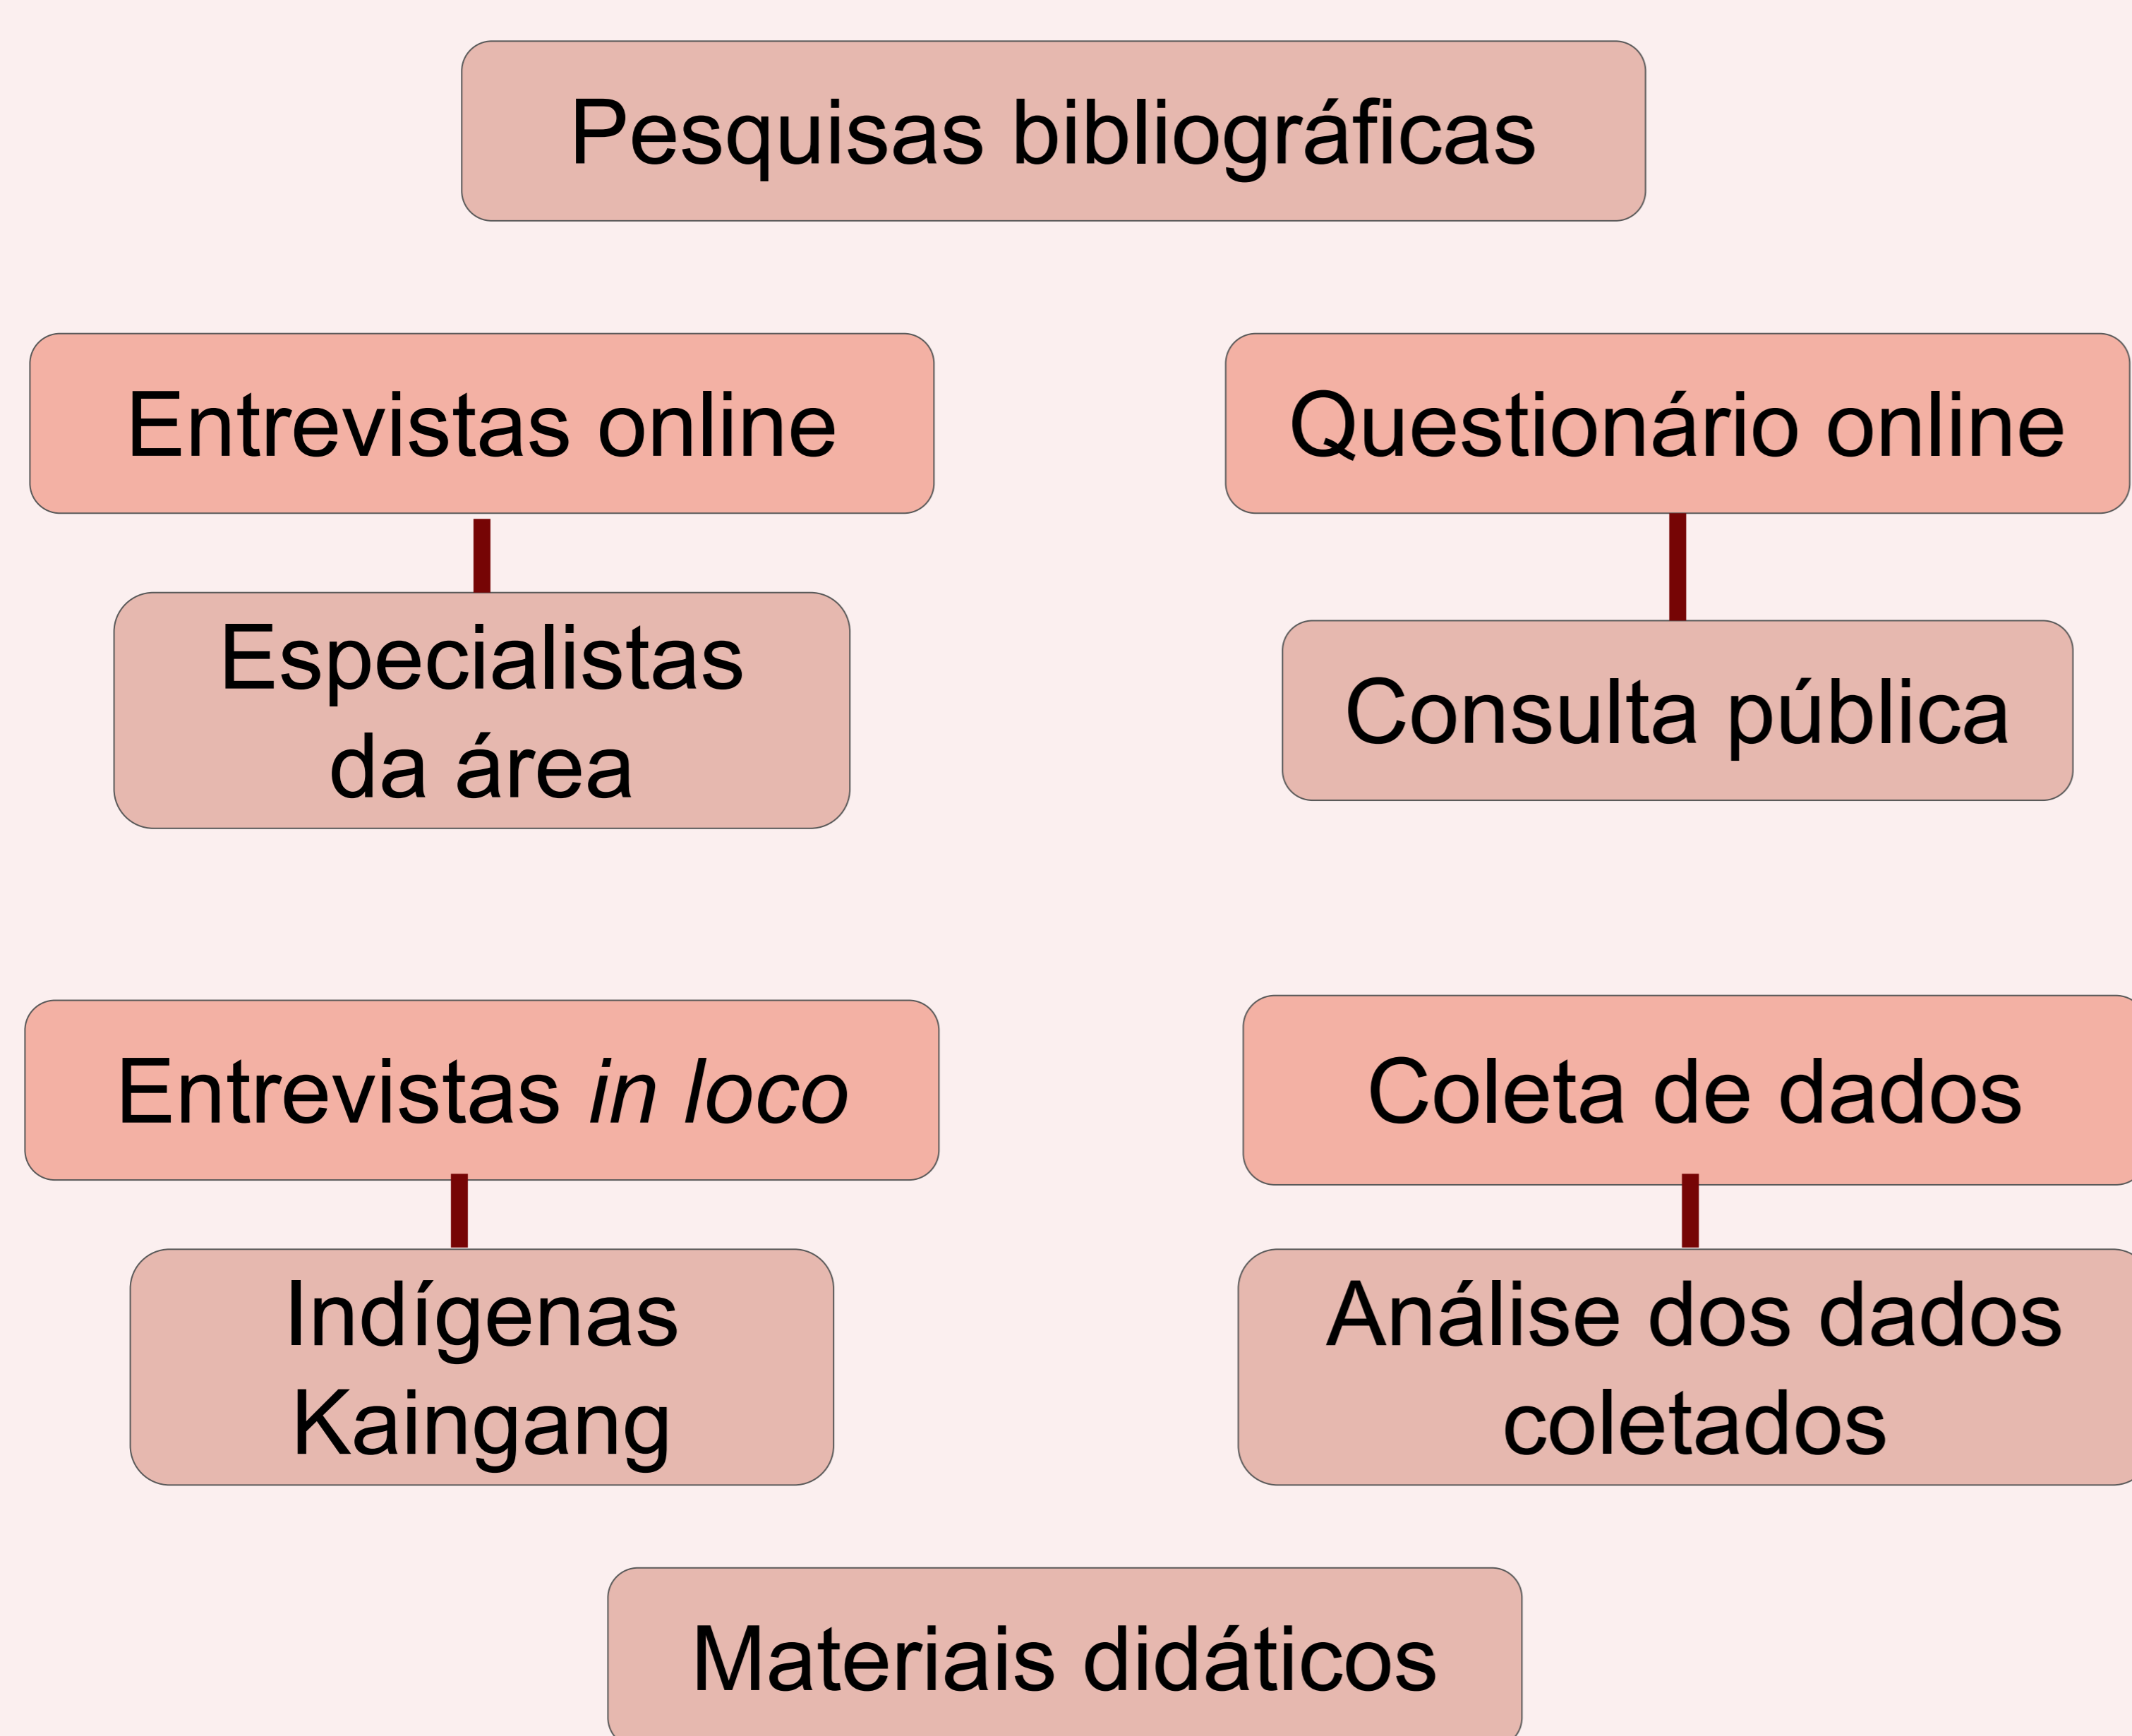 Pesquisas bibliográficas
Entrevistas online
Questionário online
Especialistas
da área
Consulta pública
Entrevistas in loco
Coleta de dados
Indígenas
Kaingang
Análise dos dados
coletados
Materiais didáticos